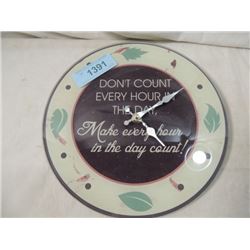 1391
DON'T COUNT
EVERY HOUR IN
THE DAY,
Make every hour
in the day count!